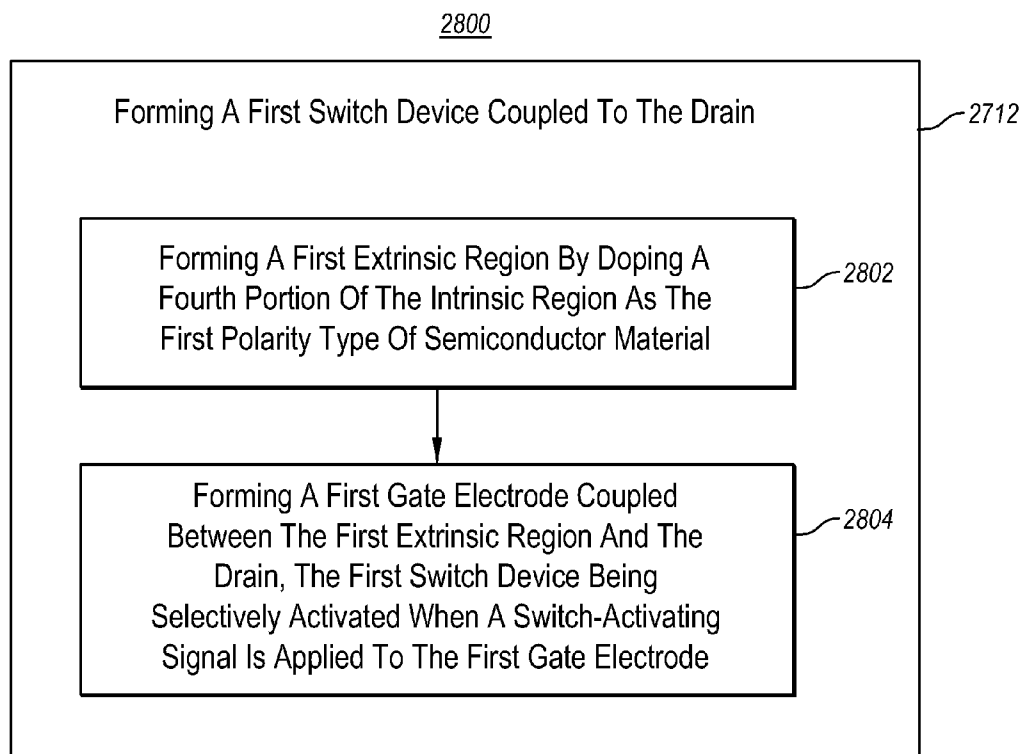 2800
Forming A First Switch Device Coupled To The Drain
2712
Forming A First Extrinsic Region By Doping A
Fourth Portion Of The Intrinsic Region As The
First Polarity Type Of Semiconductor Material
2802
Forming A First Gate Electrode Coupled
Between The First Extrinsic Region And The
Drain, The First Switch Device Being
Selectively Activated When A Switch-Activating
Signal Is Applied To The First Gate Electrode
2804